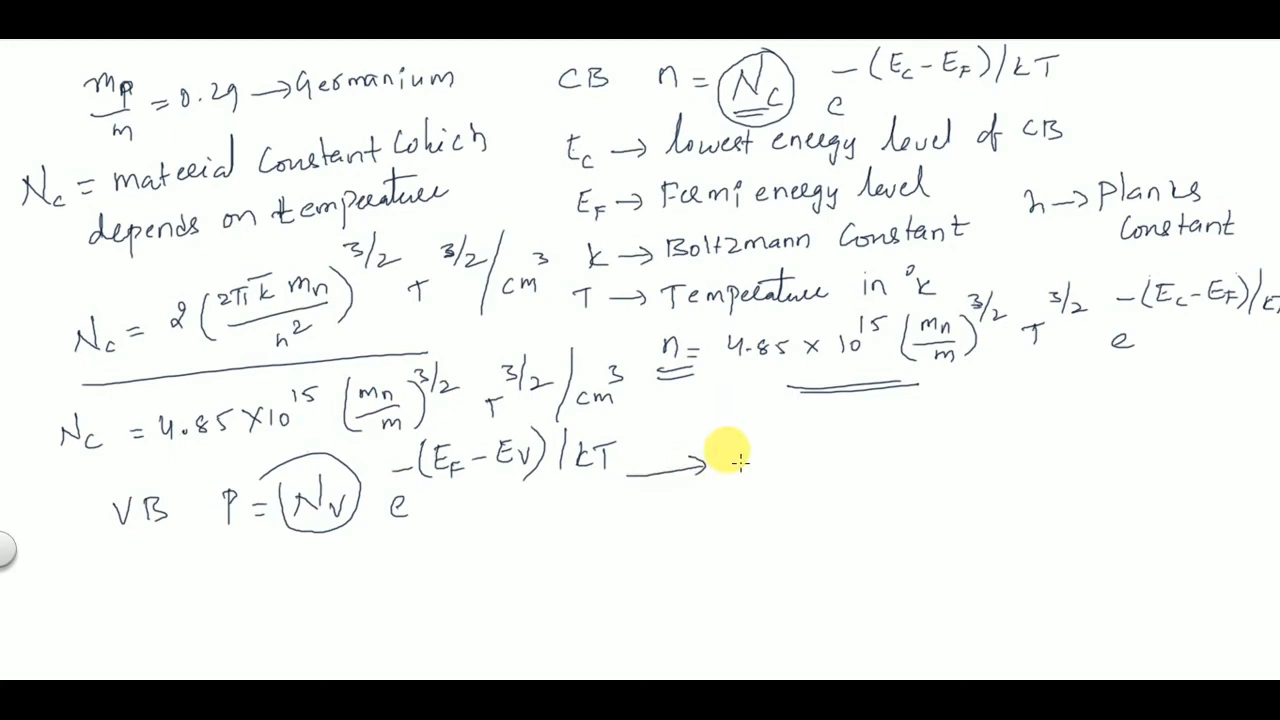 mp/m = 0.29 → Germanium
Nc = material constant which
depends on temperature
Nc = 2 (2π k̅ mn / h²)^3/2 T^3/2 / cm³
Nc = 4.85 × 10^15 (mn/m)^3/2 T^3/2 / cm³
VB P = Nv e^-(EF - Ev)/kT →
CB n = Nc e^-(Ec - EF)/kT
Ec → lowest energy level of CB
EF → Fermi energy level
k → Boltzmann constant
T → Temperature in °k
h → Planks
constant
n = 4.85 × 10^15 (mn/m)^3/2 T^3/2 e^-(Ec - EF)/k